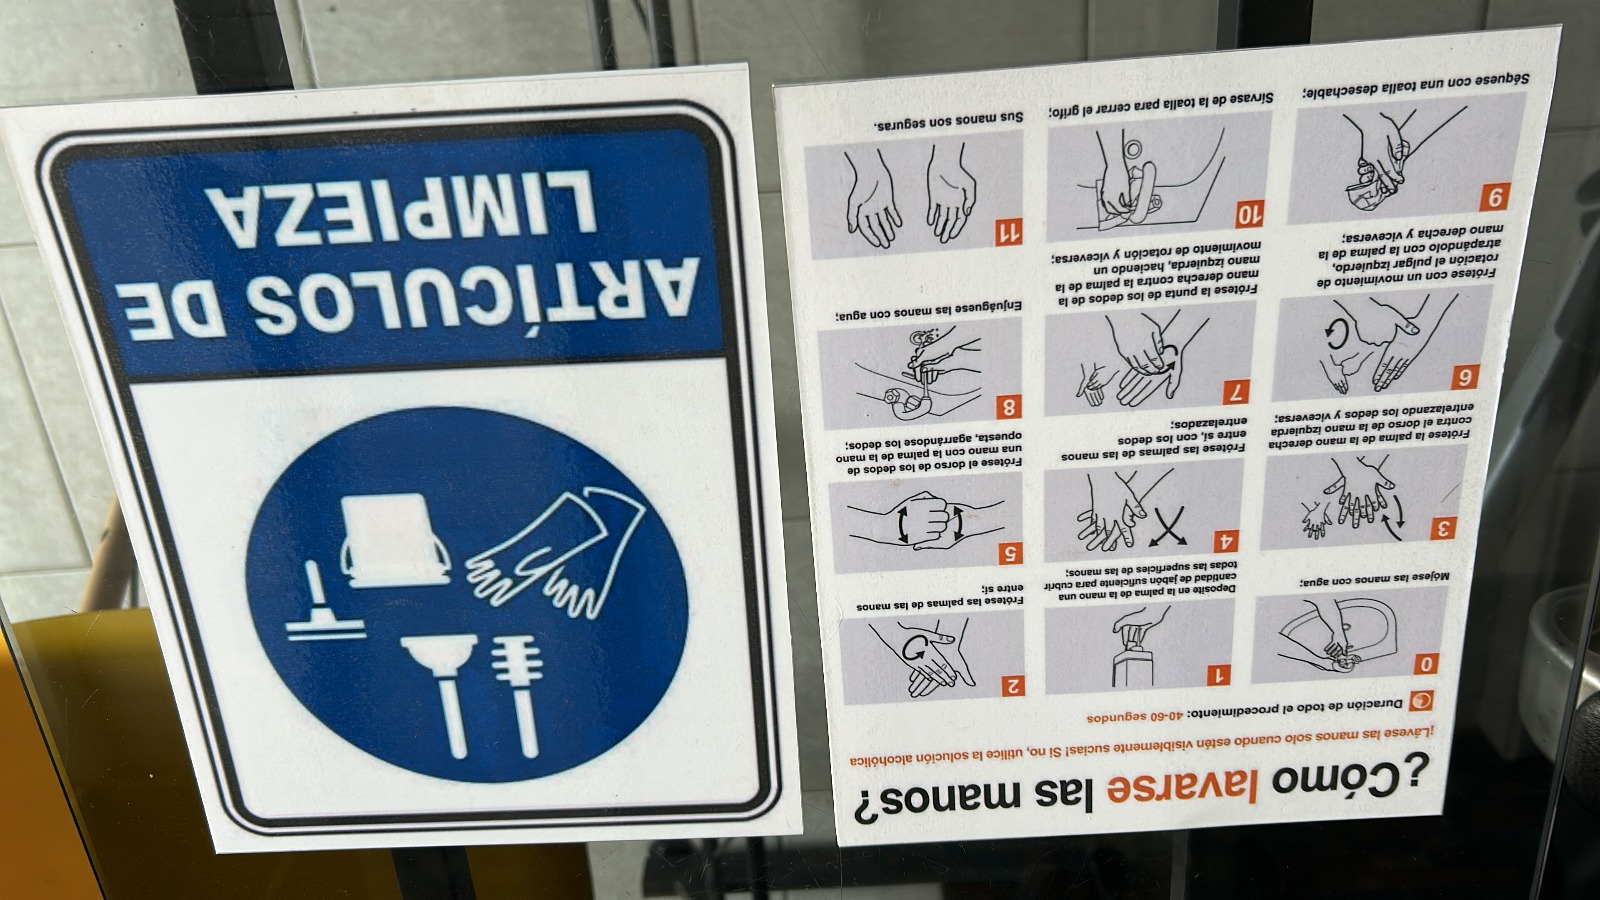 ¿Cómo lavarse las manos?
¡Lávese las manos solo cuando estén visiblemente sucias! Si no, utilice la solución alcohólica
Duración de todo el procedimiento: 40-60 segundos
0
Mójese las manos con agua;
1
Deposite en la palma de la mano una
cantidad de jabón suficiente para cubrir
todas las superficies de las manos;
2
Frótese las palmas de las manos
entre sí;
3
Frótese la palma de la mano derecha
contra el dorso de la mano izquierda
entrelazando los dedos y viceversa;
4
Frótese las palmas de las manos
entre sí, con los dedos
entrelazados;
5
Frótese el dorso de los dedos de
una mano con la palma de la mano
opuesta, agarrándose los dedos;
6
Frótese con un movimiento de
rotación el pulgar izquierdo,
atrapándolo con la palma de la
mano derecha y viceversa;
7
Frótese la punta de los dedos de la
mano derecha contra la palma de la
mano izquierda, haciendo un
movimiento de rotación y viceversa;
8
Enjuáguese las manos con agua;
9
Séquese con una toalla desechable;
10
Sírvase de la toalla para cerrar el grifo;
11
Sus manos son seguras.
ARTÍCULOS DE
LIMPIEZA